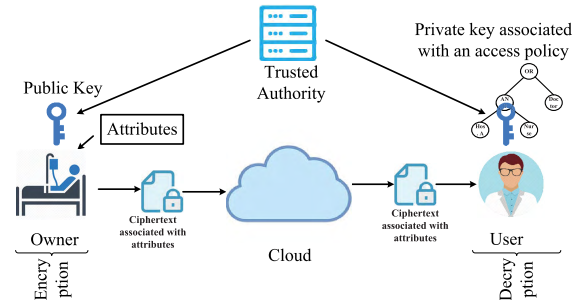 Private key associated
with an access policy
Trusted
Authority
Public Key
OR
AN
Doc
tor
Hos
A
Nur
se
Attributes
Ciphertext
associated with
attributes
Ciphertext
associated with
attributes
Owner
Cloud
User
Encry
ption
Decry
ption